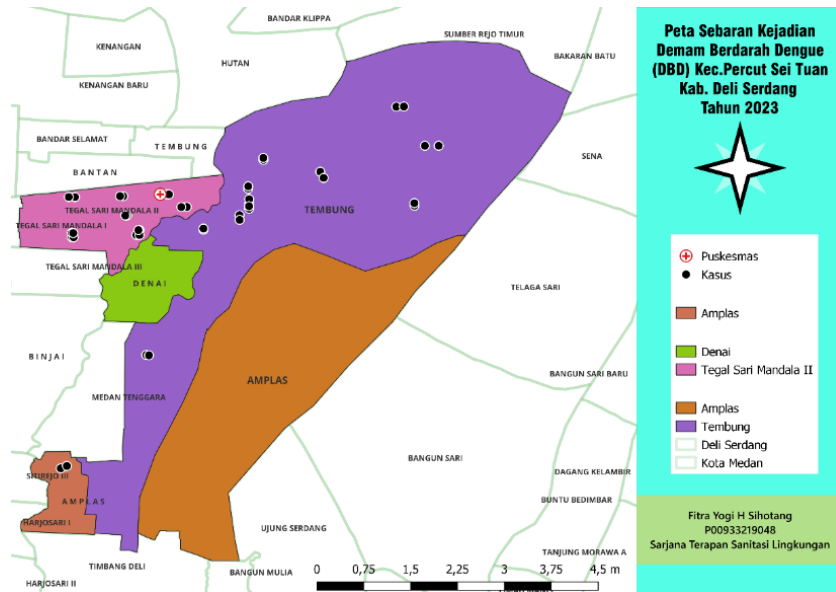 Peta Sebaran Kejadian
Demam Berdarah Dengue
(DBD) Kec.Percut Sei Tuan
Kab. Deli Serdang
Tahun 2023
BANDAR KLIPPA
SUMBER REJO TIMUR
KENANGAN
HUTAN
BAKARAN BATU
KENANGAN BARU
BANDAR SELAMAT
TEMBUNG
SENA
BANTAN
TEGAL SARI MANDALA II
TEMBUNG
TEGAL SARI MANDALA I
TEGAL SARI MANDALA III
DENAI
TELAGA SARI
BINJAI
AMPLAS
BANGUN SARI BARU
MEDAN TENGGARA
BANGUN SARI
SITIREJO III
DAGANG KELAMBIR
AMPLAS
BUNTU BEDIMBAR
HARJOSARI I
UJUNG SERDANG
TANJUNG MORAWA A
TIMBANG DELI
BANGUN MULIA
HARJOSARI II
0 0,75 1,5 2,25 3 3,75 4,5 m
Puskesmas
Kasus
Amplas
Denai
Tegal Sari Mandala II
Amplas
Tembung
Deli Serdang
Kota Medan
Fitra Yogi H Sihotang
P00933219048
Sarjana Terapan Sanitasi Lingkungan